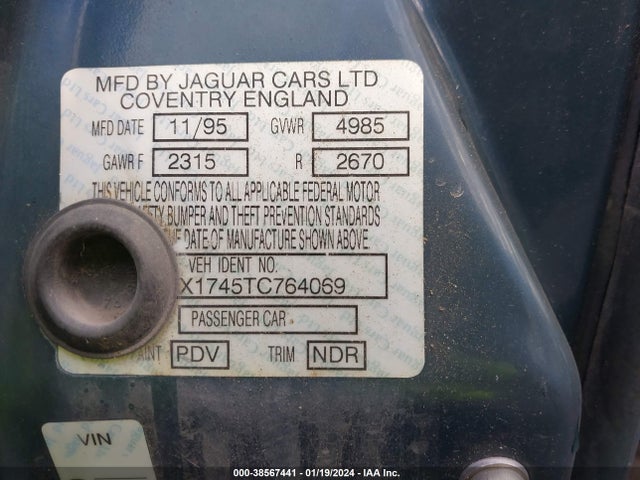 MFD BY JAGUAR CARS LTD
COVENTRY ENGLAND
MFD DATE 11/95 GVWR 4985
GAWR F 2315 R 2670
THIS VEHICLE CONFORMS TO ALL APPLICABLE FEDERAL MOTOR
BUMPER AND THEFT PREVENTION STANDARDS
DATE OF MANUFACTURE SHOWN ABOVE.
VEH IDENT NO.
X1745TC764069
PASSENGER CAR
PDV TRIM NDR
VIN
000-38567441 - 01/19/2024 - IAA Inc.